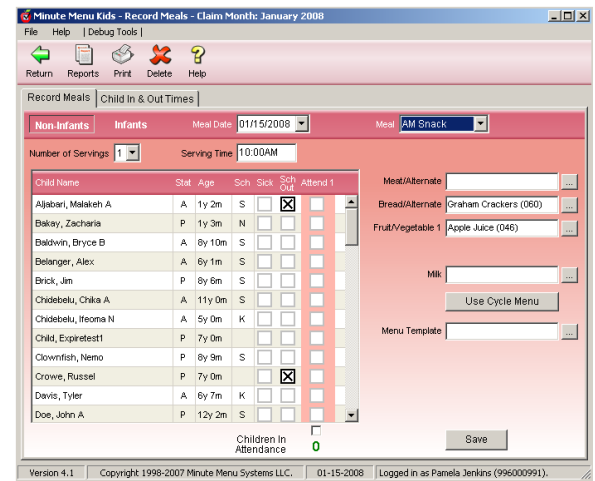 Minute Menu Kids - Record Meals - Claim Month: January 2008
File Help | Debug Tools |
Return Reports Print Delete Help
Record Meals Child In & Out Times
Non-Infants Infants Meal Date 01/15/2008 Meal AM Snack
Number of Servings 1 Serving Time 10:00AM
Child Name Stat Age Sch Sick Sch Out Attend 1
Aljabari, Malakeh A A 1y 2m S
Bakay, Zacharia P 1y 3m N
Baldwin, Bryce B A 8y 10m S
Belanger, Alex A 6y 1m S
Brick, Jim P 8y 6m S
Chidebelu, Chika A A 11y 0m S
Chidebelu, Ifeoma N A 5y 0m K
Child, Expiretest1 P 7y 0m
Clownfish, Nemo P 8y 9m S
Crowe, Russel P 7y 0m
Davis, Tyler A 6y 7m K
Doe, John A P 12y 2m S
Children In
Attendance 0
Meat/Alternate ...
Bread/Alternate Graham Crackers (060) ...
Fruit/Vegetable 1 Apple Juice (046) ...
Milk ...
Use Cycle Menu
Menu Template ...
Save
Version 4.1 Copyright 1998-2007 Minute Menu Systems LLC. 01-15-2008 Logged in as Pamela Jenkins (996000991).